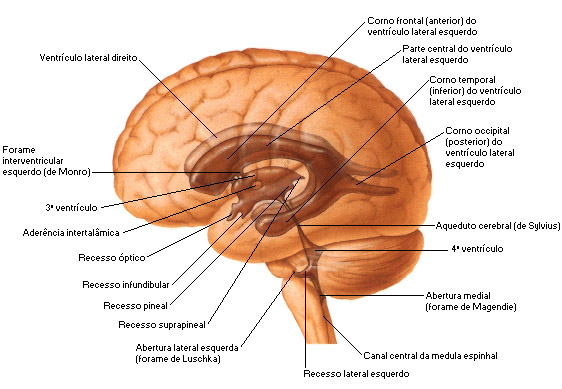 Corno frontal (anterior) do
ventrículo lateral esquerdo
Ventrículo lateral direito
Parte central do ventrículo
lateral esquerdo
Corno temporal
(inferior) do ventrículo
lateral esquerdo
Corno occipital
(posterior) do
ventrículo lateral
esquerdo
Forame
interventricular
esquerdo (de Monro)
3º ventrículo
Aderência intertalâmica
Recesso óptico
Recesso infundibular
Recesso pineal
Recesso suprapineal
Abertura lateral esquerda
(forame de Luschka)
Aqueduto cerebral (de Sylvius)
4º ventrículo
Abertura medial
(forame de Magendie)
Canal central da medula espinhal
Recesso lateral esquerdo